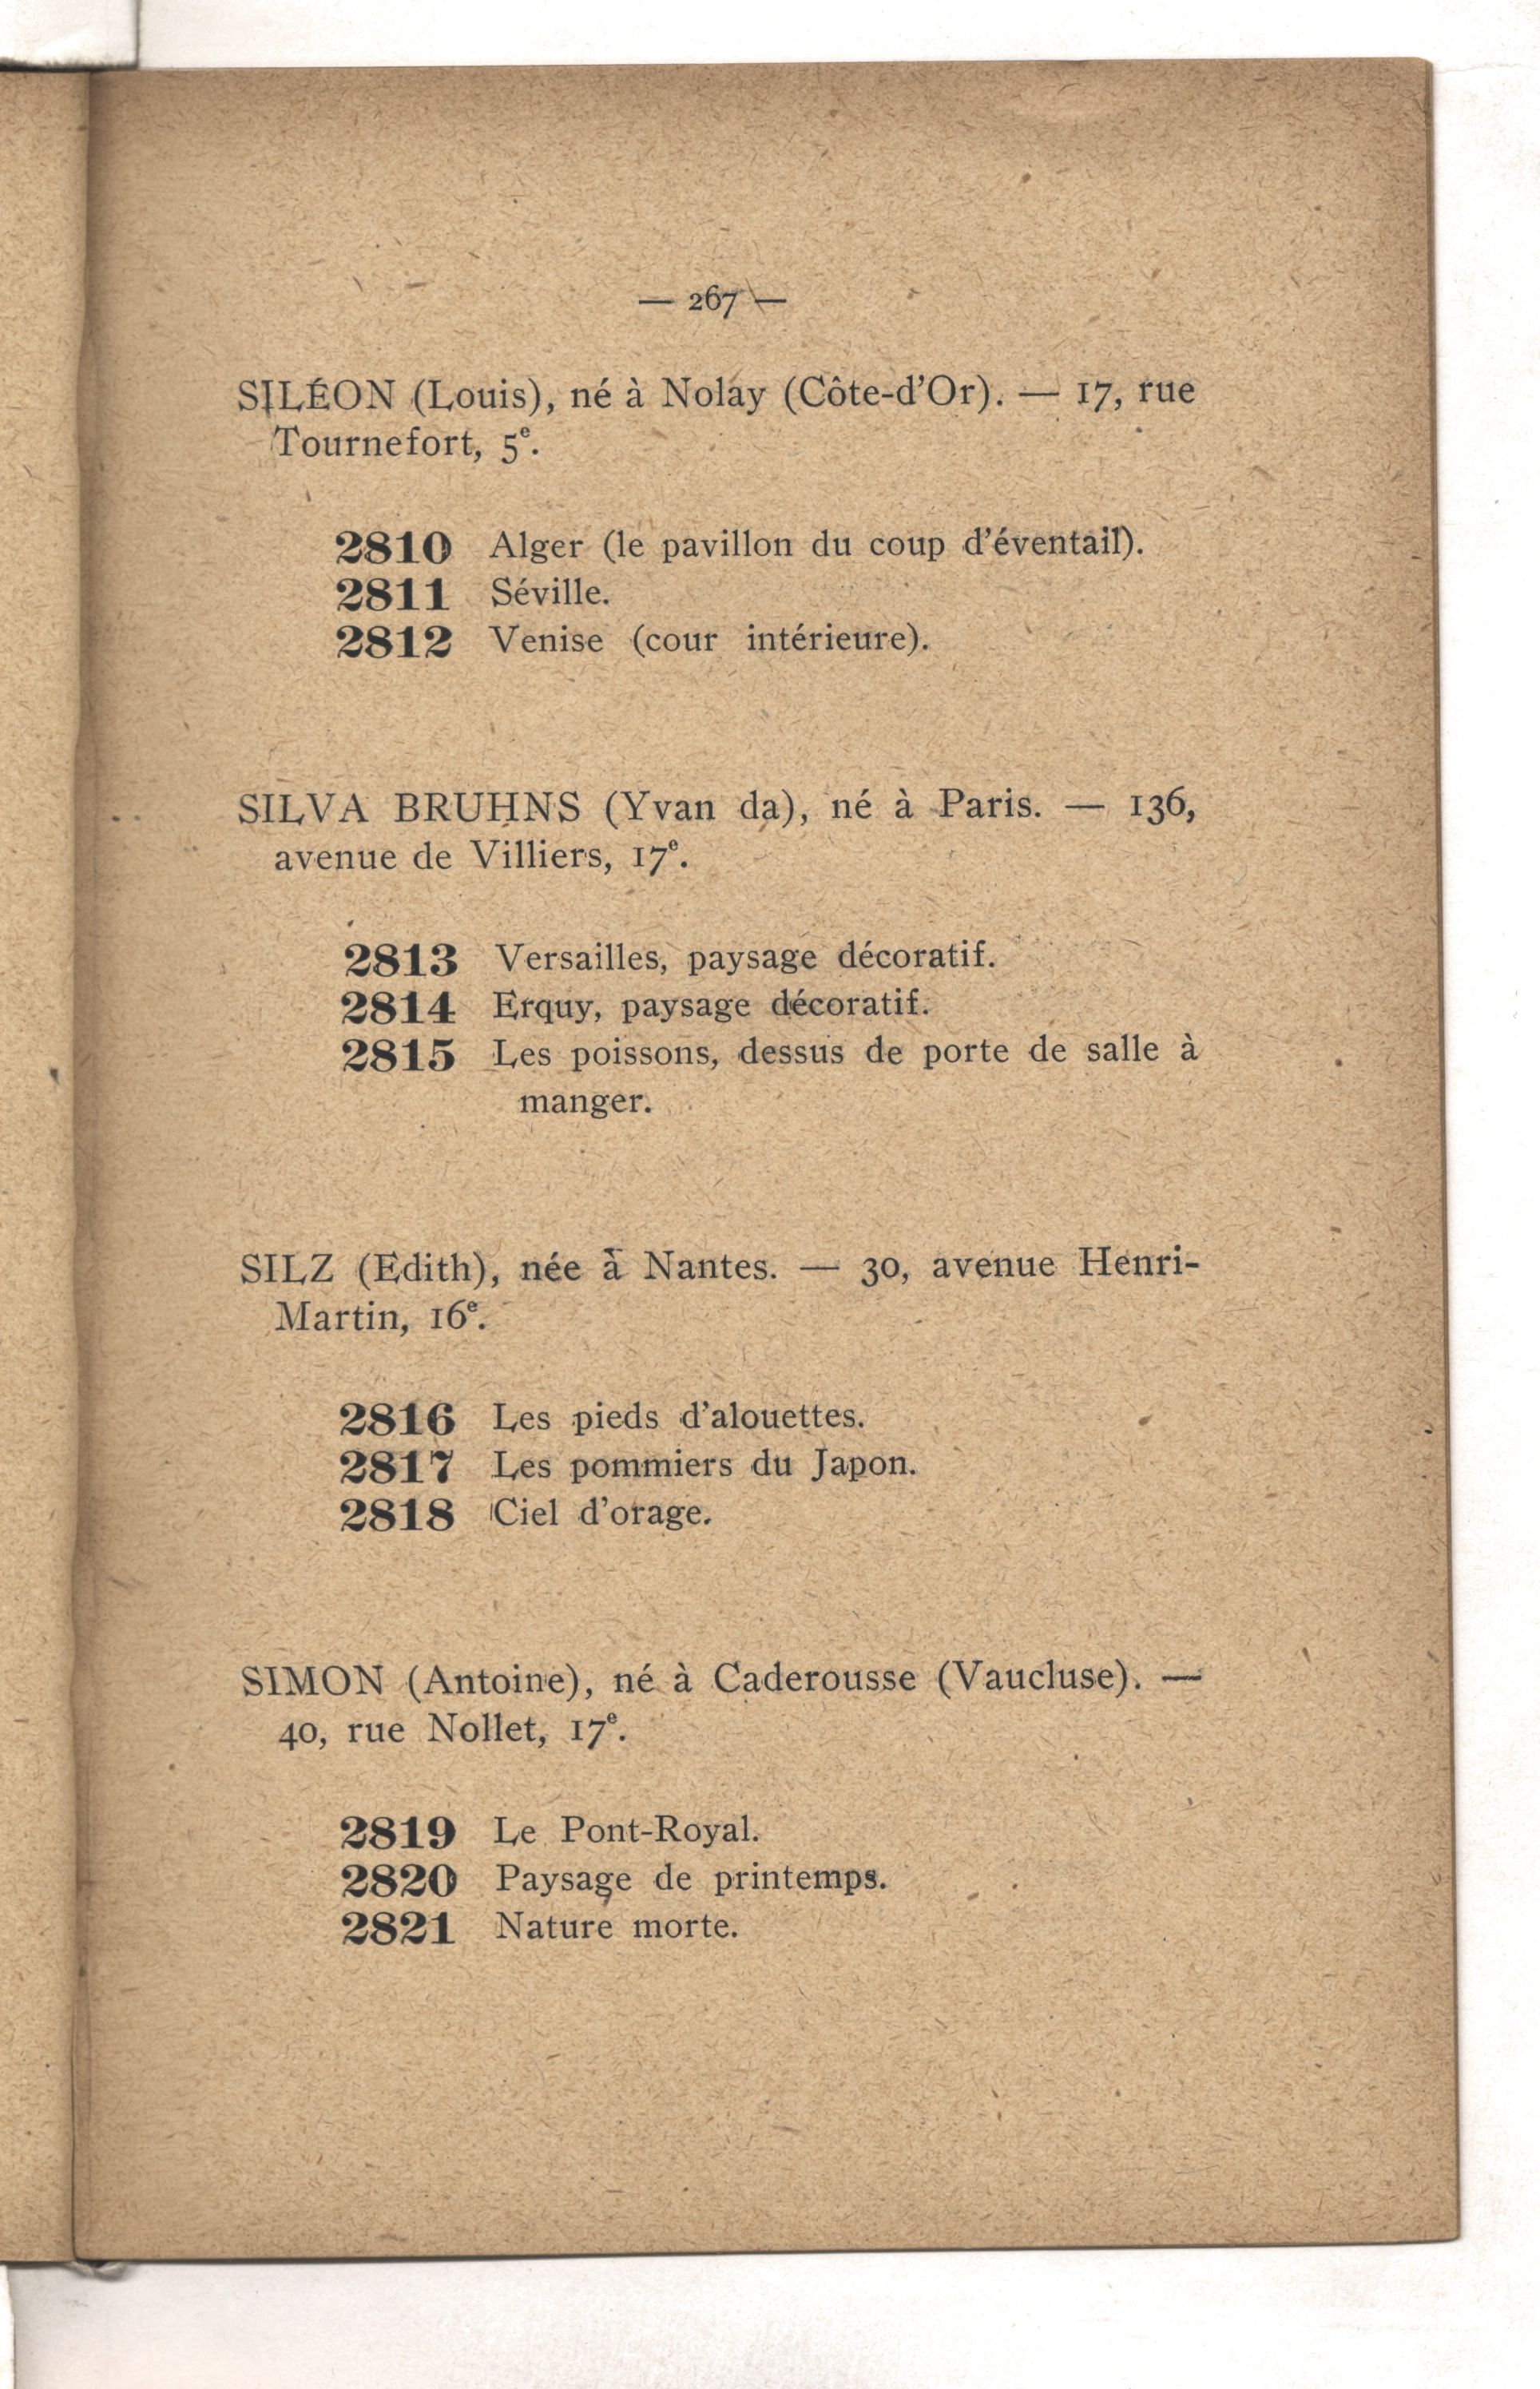 — 267 —
SILÉON (Louis), né à Nolay (Côte-d'Or). — 17, rue
Tournefort, 5e.
2810 Alger (le pavillon du coup d'éventail).
2811 Séville.
2812 Venise (cour intérieure).
SILVA BRUHNS (Yvan da), né à Paris. — 136,
avenue de Villiers, 17e.
2813 Versailles, paysage décoratif.
2814 Erquy, paysage décoratif.
2815 Les poissons, dessus de porte de salle à
manger.
SILZ (Edith), née à Nantes. — 30, avenue Henri-
Martin, 16e.
2816 Les pieds d'alouettes.
2817 Les pommiers du Japon.
2818 Ciel d'orage.
SIMON (Antoine), né à Caderousse (Vaucluse). —
40, rue Nollet, 17e.
2819 Le Pont-Royal.
2820 Paysage de printemps.
2821 Nature morte.